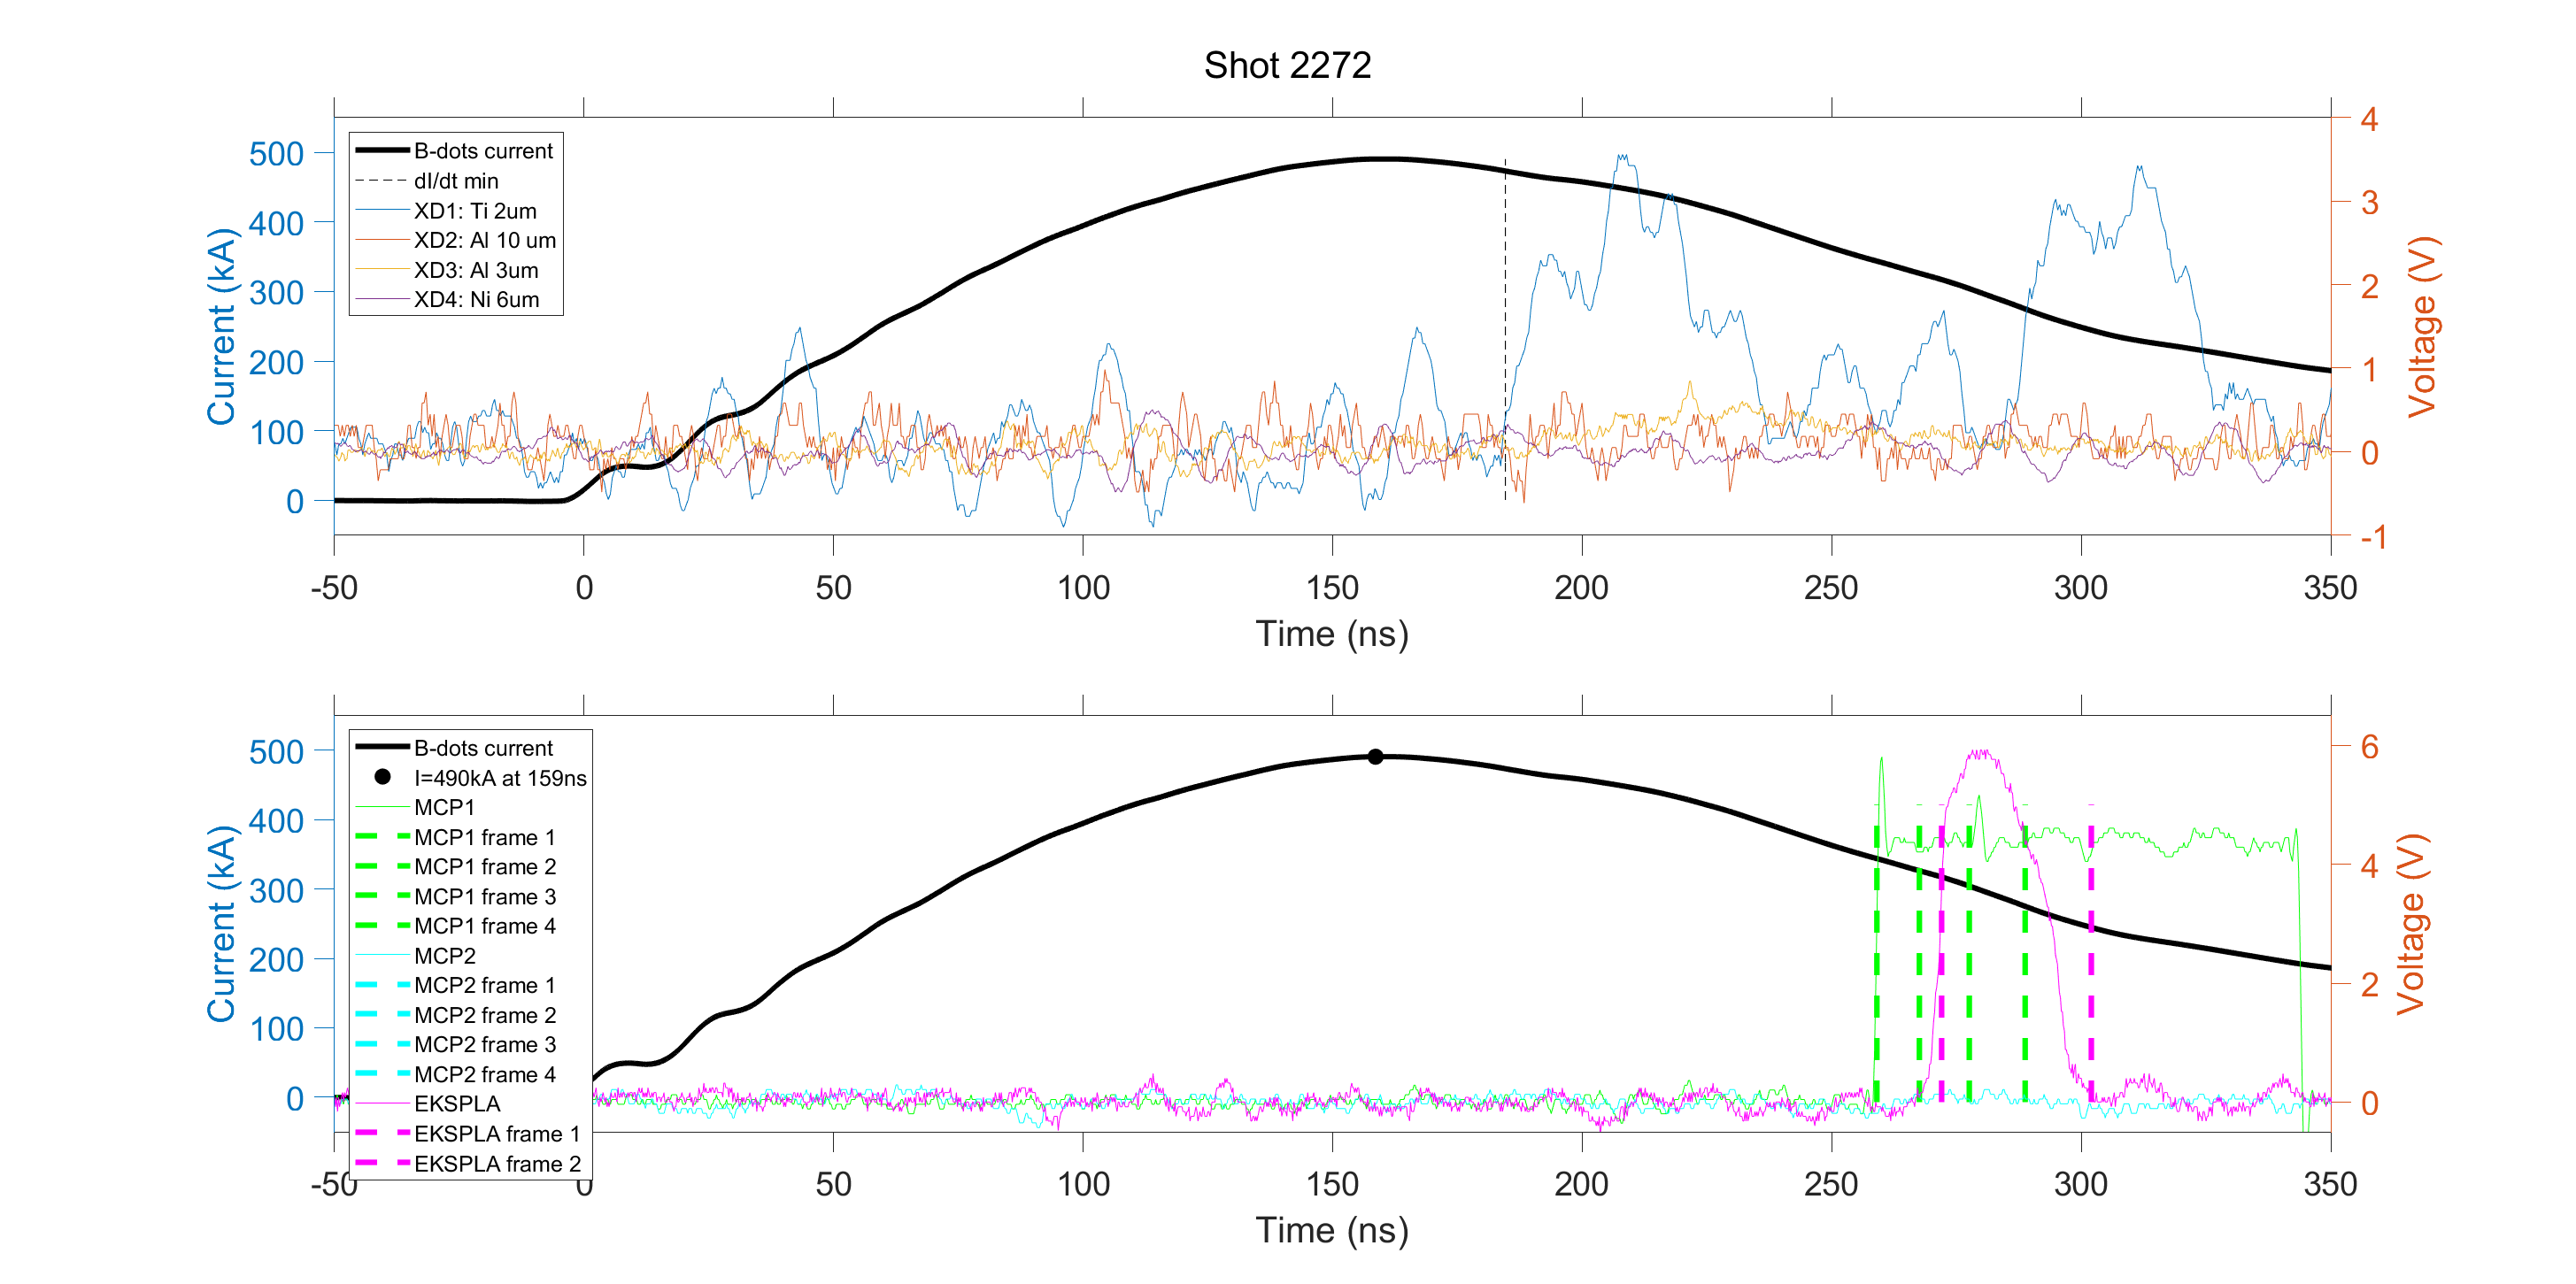 Shot 2272
Current (kA)
500
400
300
200
100
0
B-dots current
dI/dt min
XD1: Ti 2um
XD2: Al 10 um
XD3: Al 3um
XD4: Ni 6um
4
3
2
1
0
-1
Voltage (V)
-50 0 50 100 150 200 250 300 350
Time (ns)
Current (kA)
500
400
300
200
100
0
B-dots current
I=490kA at 159ns
MCP1
MCP1 frame 1
MCP1 frame 2
MCP1 frame 3
MCP1 frame 4
MCP2
MCP2 frame 1
MCP2 frame 2
MCP2 frame 3
MCP2 frame 4
EKSPLA
EKSPLA frame 1
EKSPLA frame 2
6
4
2
0
Voltage (V)
-50 0 50 100 150 200 250 300 350
Time (ns)